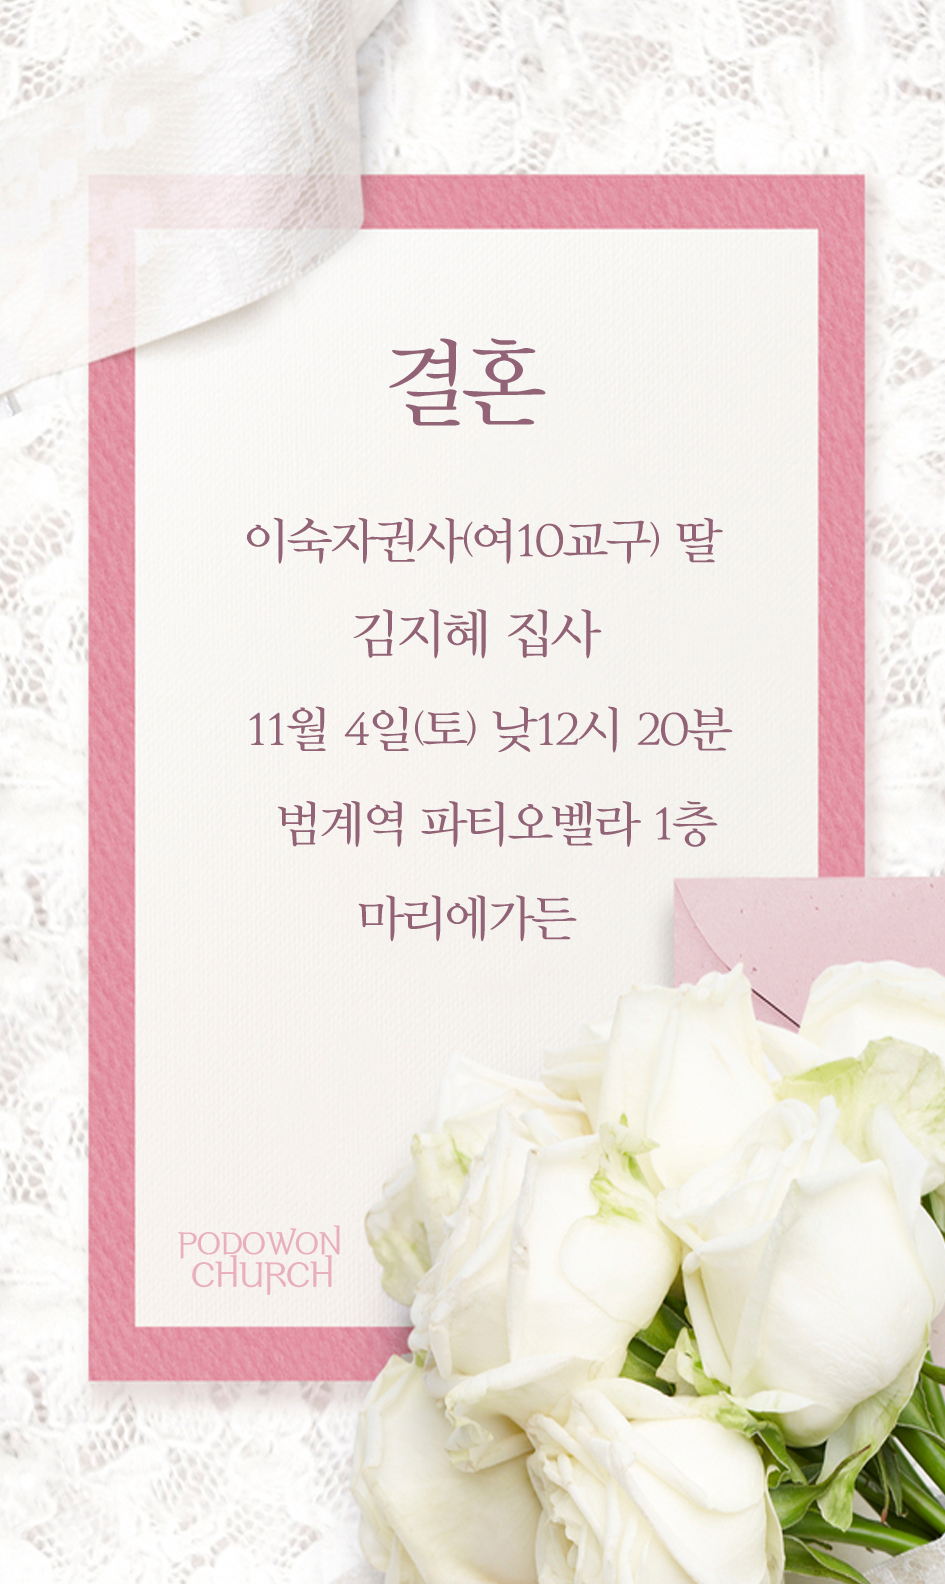 결혼
이숙자권사(여10교구) 딸
김지혜 집사
11월 4일(토) 낮12시 20분
범계역 파티오벨라 1층
마리에가든
PODOWON
CHURCH